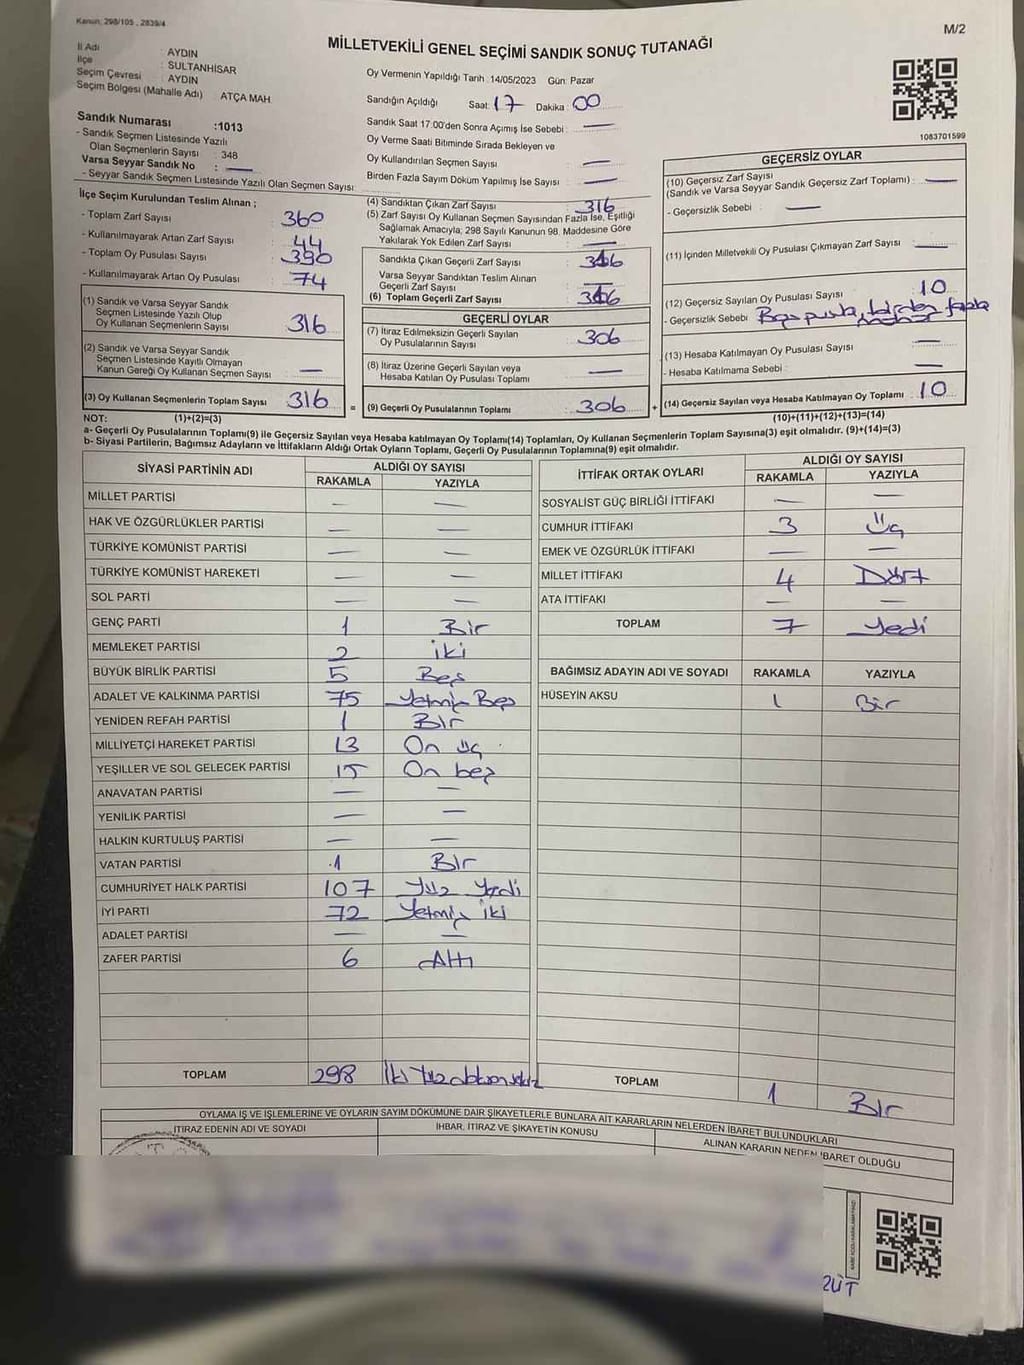 Kanun; 298/105 , 2839/4
M/2
MİLLETVEKİLİ GENEL SEÇİMİ SANDIK SONUÇ TUTANAĞI
İl Adı : AYDIN
İlçe : SULTANHİSAR
Seçim Çevresi : AYDIN
Seçim Bölgesi (Mahalle Adı) : ATÇA MAH
Sandık Numarası :1013
- Sandık Seçmen Listesinde Yazılı
Olan Seçmenlerin Sayısı : 348
Varsa Seyyar Sandık No : —
- Seyyar Sandık Seçmen Listesinde Yazılı Olan Seçmen Sayısı:
Oy Vermenin Yapıldığı Tarih :14/05/2023 Gün: Pazar
Sandığın Açıldığı Saat: 17 Dakika: 00
Sandık Saat 17:00'den Sonra Açımış İse Sebebi : —
Oy Verme Saati Bitiminde Sırada Bekleyen ve
Oy Kullandırılan Seçmen Sayısı : —
Birden Fazla Sayım Döküm Yapılmış İse Sayısı : —
1083701599
İlçe Seçim Kurulundan Teslim Alınan ;
- Toplam Zarf Sayısı : 360
- Kullanılmayarak Artan Zarf Sayısı : 44
- Toplam Oy Pusulası Sayısı : 390
- Kullanılmayarak Artan Oy Pusulası : 74
(1) Sandık ve Varsa Seyyar Sandık
Seçmen Listesinde Yazılı Olup
Oy Kullanan Seçmenlerin Sayısı : 316
(2) Sandık ve Varsa Seyyar Sandık
Seçmen Listesinde Kayıtlı Olmayan
Kanun Gereği Oy Kullanan Seçmen Sayısı : —
(3) Oy Kullanan Seçmenlerin Toplam Sayısı : 316
(4) Sandıktan Çıkan Zarf Sayısı : 316
(5) Zarf Sayısı Oy Kullanan Seçmen Sayısından Fazla İse, Eşitliği
Sağlamak Amacıyla; 298 Sayılı Kanunun 98. Maddesine Göre
Yakılarak Yok Edilen Zarf Sayısı : —
Sandıkta Çıkan Geçerli Zarf Sayısı :
Varsa Seyyar Sandıktan Teslim Alınan
Geçerli Zarf Sayısı : —
(6) Toplam Geçerli Zarf Sayısı :
GEÇERLİ OYLAR
(7) İtiraz Edilmeksizin Geçerli Sayılan
Oy Pusulalarının Sayısı : 306
(8) İtiraz Üzerine Geçerli Sayılan veya
Hesaba Katılan Oy Pusulası Toplamı : —
= (9) Geçerli Oy Pusulalarının Toplamı : 306 +
GEÇERSİZ OYLAR
(10) Geçersiz Zarf Sayısı
(Sandık ve Varsa Seyyar Sandık Geçersiz Zarf Toplamı) : —
- Geçersizlik Sebebi : —
(11) İçinden Milletvekili Oy Pusulası Çıkmayan Zarf Sayısı : —
(12) Geçersiz Sayılan Oy Pusulası Sayısı : 10
- Geçersizlik Sebebi : birden fazla
(13) Hesaba Katılmayan Oy Pusulası Sayısı : —
- Hesaba Katılmama Sebebi : —
(14) Geçersiz Sayılan veya Hesaba Katılmayan Oy Toplamı : 10
NOT: (1)+(2)=(3)
(10)+(11)+(12)+(13)=(14)
a- Geçerli Oy Pusulalarının Toplamı(9) ile Geçersiz Sayılan veya Hesaba katılmayan Oy Toplamı(14) Toplamları, Oy Kullanan Seçmenlerin Toplam Sayısına(3) eşit olmalıdır. (9)+(14)=(3)
b- Siyasi Partilerin, Bağımsız Adayların ve İttifakların Aldığı Ortak Oyların Toplamı, Geçerli Oy Pusulalarının Toplamına(9) eşit olmalıdır.
SİYASİ PARTİNİN ADI ALDIĞI OY SAYISI
RAKAMLA YAZIYLA
MİLLET PARTİSİ — —
HAK VE ÖZGÜRLÜKLER PARTİSİ — —
TÜRKİYE KOMÜNİST PARTİSİ — —
TÜRKİYE KOMÜNİST HAREKETİ — —
SOL PARTİ — —
GENÇ PARTİ 1 Bir
MEMLEKET PARTİSİ 2 iki
BÜYÜK BİRLİK PARTİSİ 5 Beş
ADALET VE KALKINMA PARTİSİ 75 Yetmiş Beş
YENİDEN REFAH PARTİSİ 1 BİR
MİLLİYETÇİ HAREKET PARTİSİ 13 On üç
YEŞİLLER VE SOL GELECEK PARTİSİ 15 On beş
ANAVATAN PARTİSİ — —
YENİLİK PARTİSİ — —
HALKIN KURTULUŞ PARTİSİ — —
VATAN PARTİSİ 1 Bir
CUMHURİYET HALK PARTİSİ 107 Yüz Yedi
İYİ PARTİ 72 Yetmiş iki
ADALET PARTİSİ — —
ZAFER PARTİSİ 6 Altı
TOPLAM 298 İki Yüz doksan sekiz
İTTİFAK ORTAK OYLARI ALDIĞI OY SAYISI
RAKAMLA YAZIYLA
SOSYALİST GÜÇ BİRLİĞİ İTTİFAKI — —
CUMHUR İTTİFAKI 3 Üç
EMEK VE ÖZGÜRLÜK İTTİFAKI — —
MİLLET İTTİFAKI 4 Dört
ATA İTTİFAKI — —
TOPLAM 7 Yedi
BAĞIMSIZ ADAYIN ADI VE SOYADI RAKAMLA YAZIYLA
HÜSEYİN AKSU 1 Bir
TOPLAM 1 Bir
OYLAMA İŞ VE İŞLEMLERİNE VE OYLARIN SAYIM DÖKÜMÜNE DAİR ŞİKAYETLERLE BUNLARA AİT KARARLARIN NELERDEN İBARET BULUNDUKLARI
İTİRAZ EDENİN ADI VE SOYADI
İHBAR, İTİRAZ VE ŞİKAYETİN KONUSU
ALINAN KARARIN NEDEN İBARET OLDUĞU